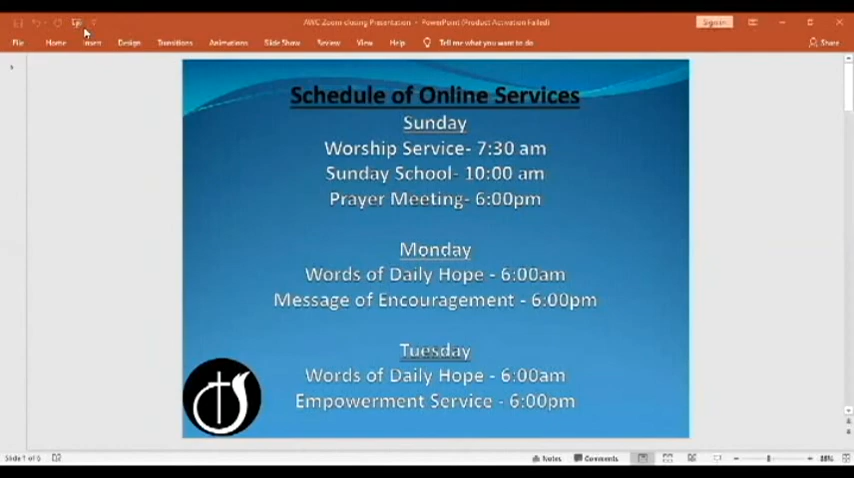 AWC Zoom closing Presentation - PowerPoint (Product Activation Failed)
Sign in
File Home Insert Design Transitions Animations Slide Show Review View Help Tell me what you want to do Share
Schedule of Online Services
Sunday
Worship Service- 7:30 am
Sunday School- 10:00 am
Prayer Meeting- 6:00pm
Monday
Words of Daily Hope - 6:00am
Message of Encouragement - 6:00pm
Tuesday
Words of Daily Hope - 6:00am
Empowerment Service - 6:00pm
Slide 1 of 6 Notes Comments